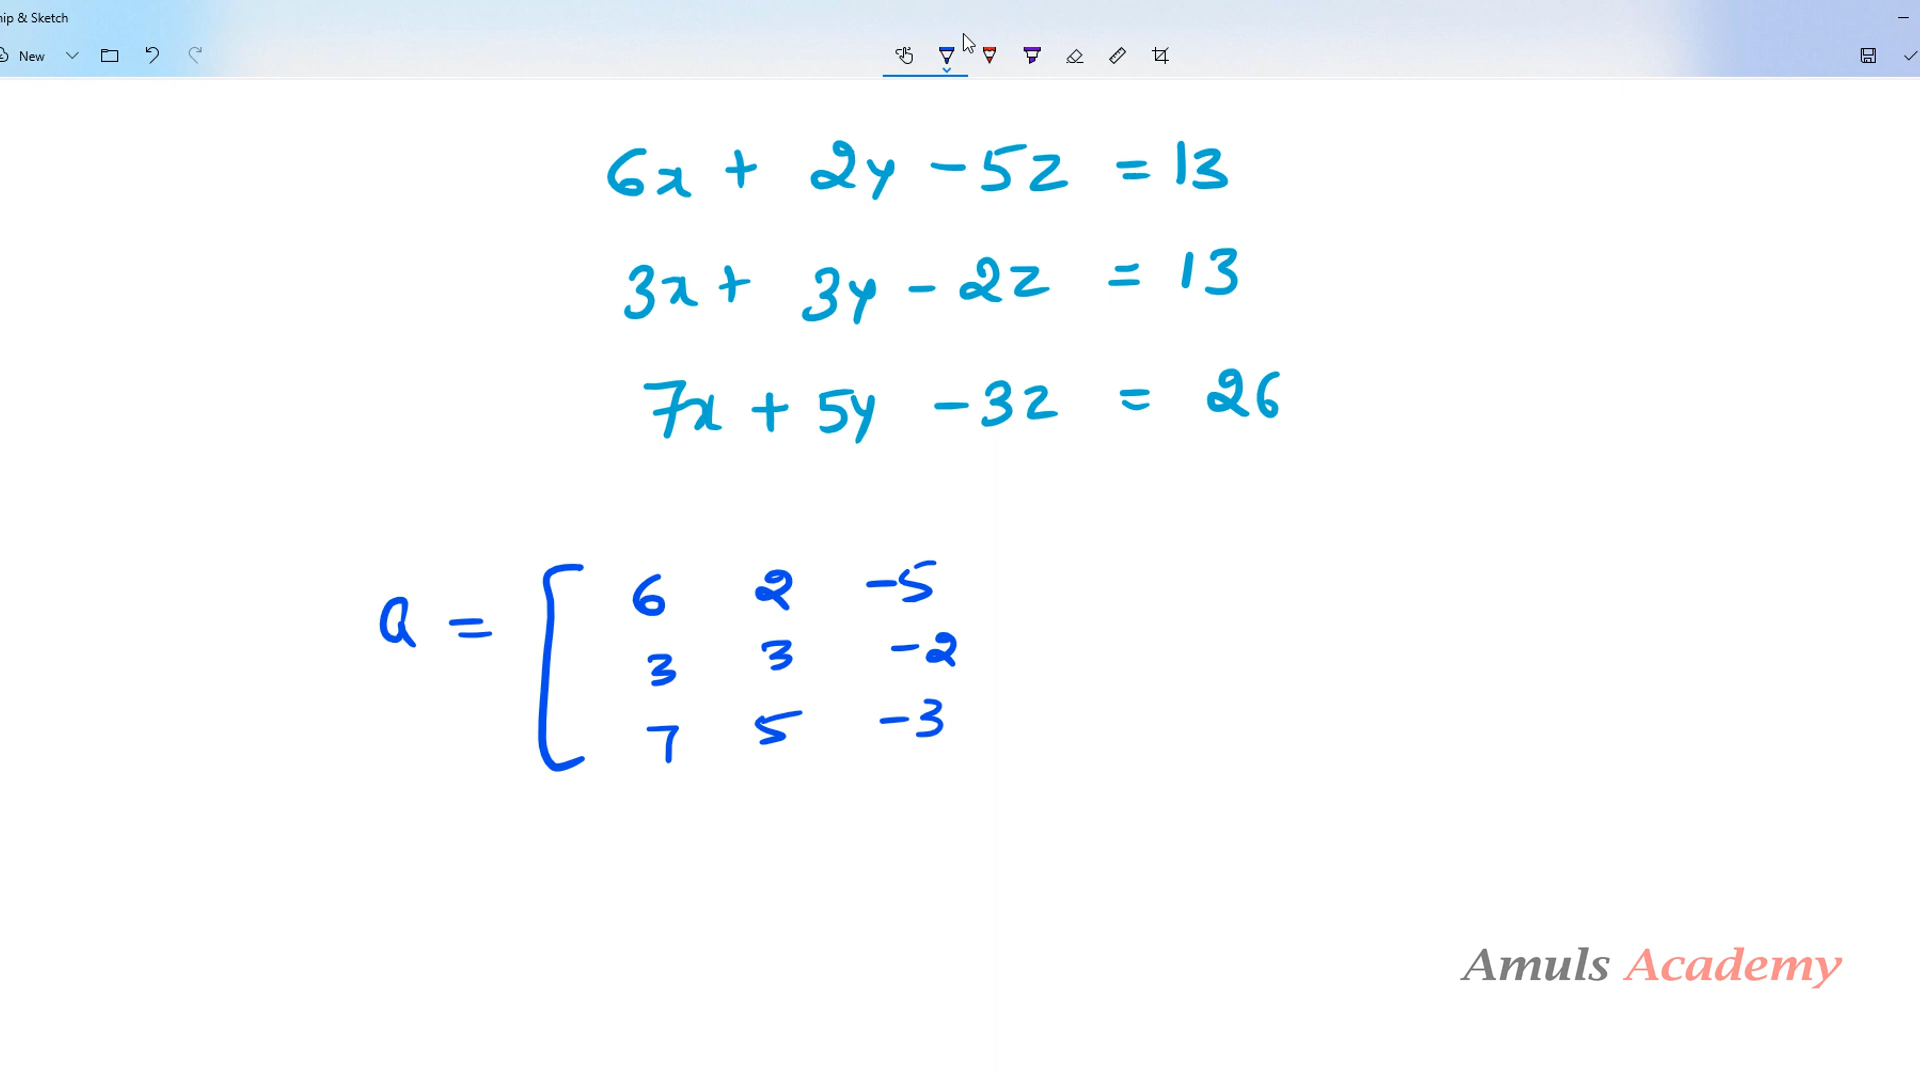 hip & Sketch
New
6x + 2y - 5z = 13
3x + 3y - 2z = 13
7x + 5y - 3z = 26
a = [ 6 2 -5
3 3 -2
7 5 -3
Amuls Academy